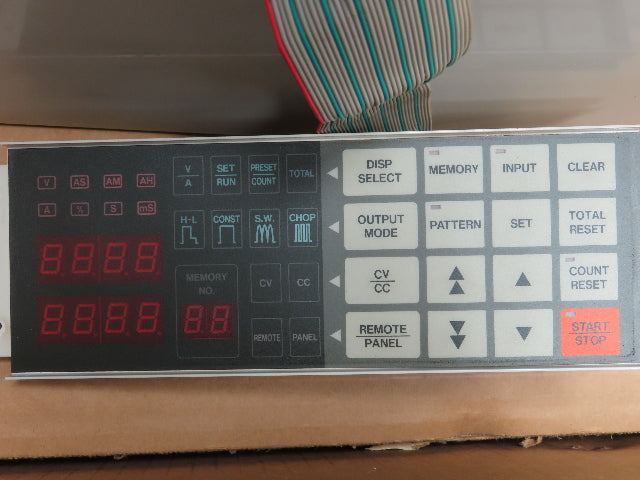 V AS AM AH
A % S mS
V
A
SET
RUN
PRESET
COUNT
TOTAL
H-L CONST S.W. CHOP
MEMORY
NO.
CV CC
REMOTE PANEL
DISP
SELECT
MEMORY
INPUT
CLEAR
OUTPUT
MODE
PATTERN
SET
TOTAL
RESET
CV
CC
COUNT
RESET
REMOTE
PANEL
START
STOP